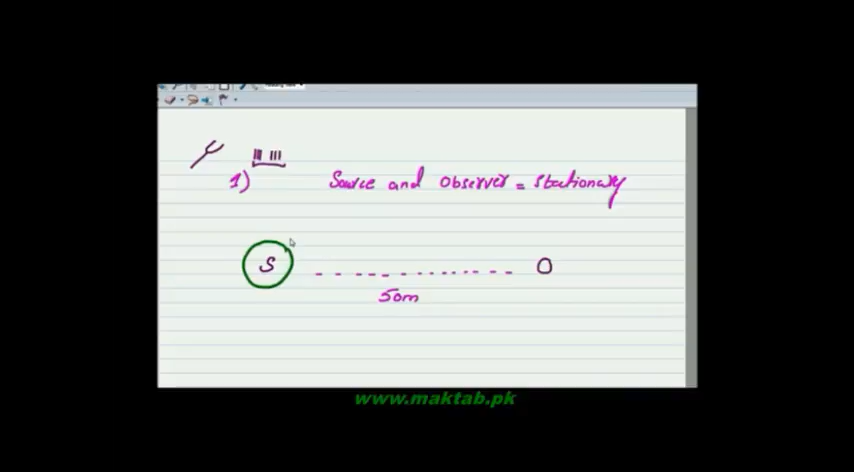 1) Source and Observer = Stationary
S O
50m
www.maktab.pk